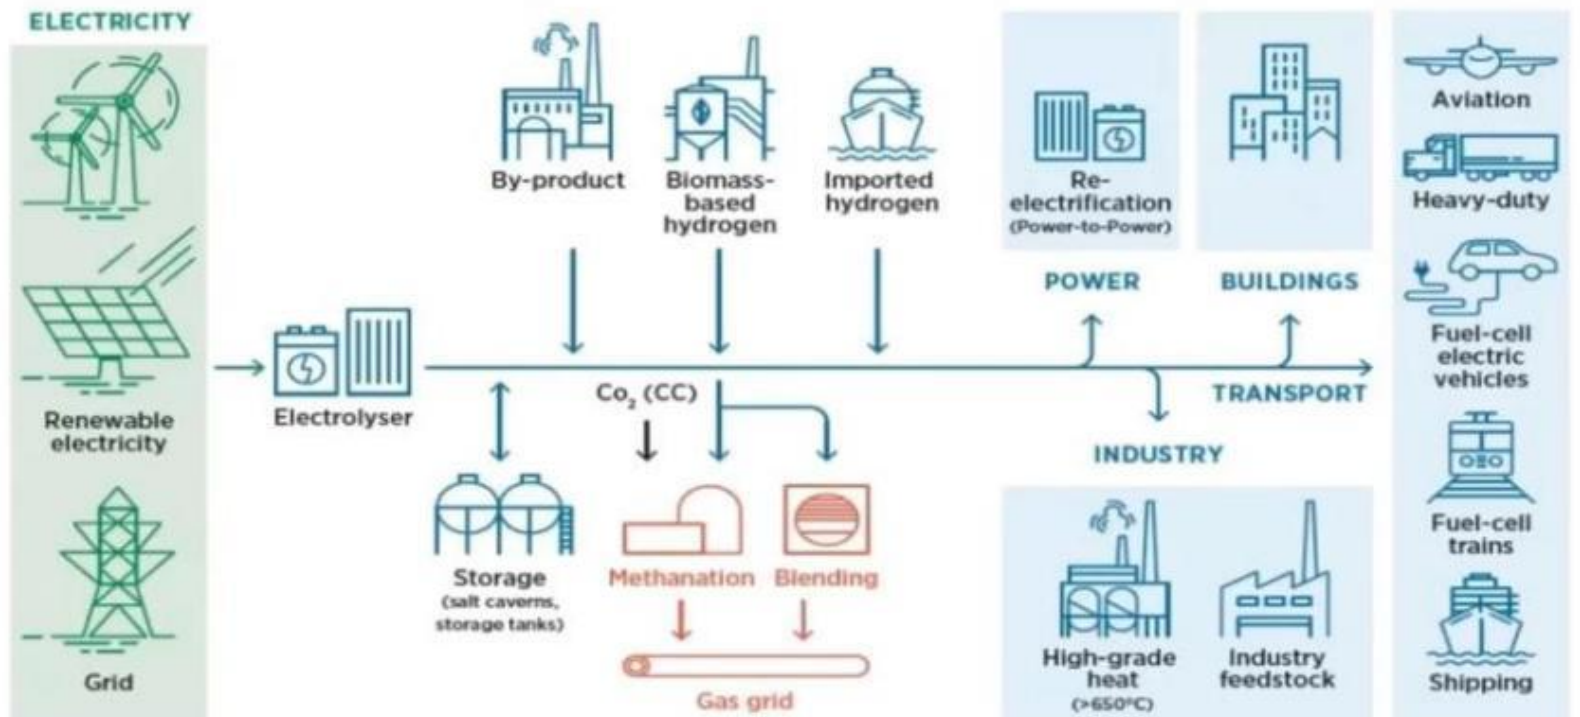 ELECTRICITY
Renewable
electricity
Grid
Electrolyser
By-product
Biomass-
based
hydrogen
Imported
hydrogen
Storage
(salt caverns,
storage tanks)
Co₂ (CC)
Methanation
Blending
Gas grid
Re-
electrification
(Power-to-Power)
POWER
BUILDINGS
TRANSPORT
INDUSTRY
High-grade
heat
(>650°C)
Industry
feedstock
Aviation
Heavy-duty
Fuel-cell
electric
vehicles
Fuel-cell
trains
Shipping